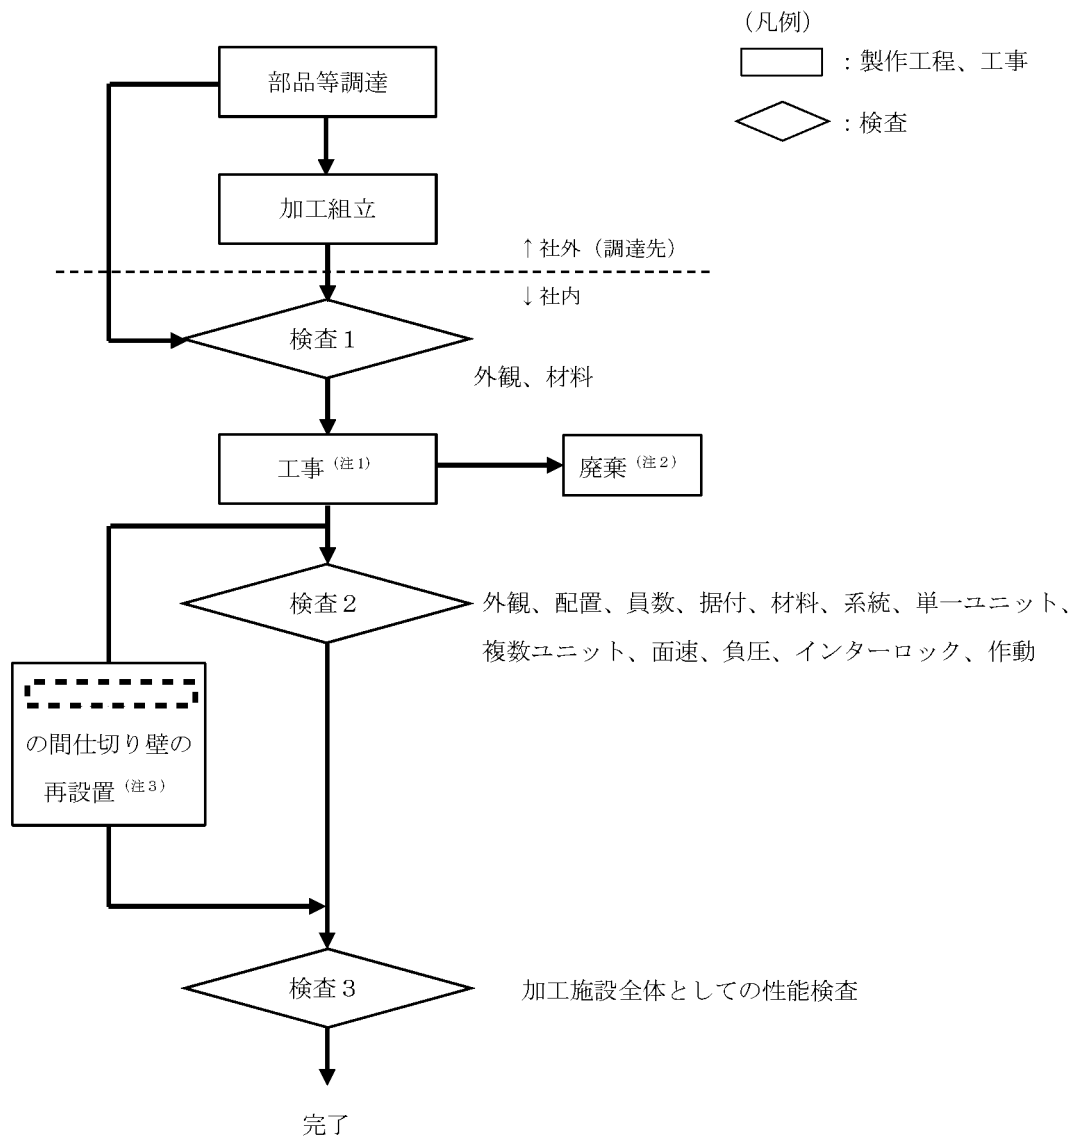 (凡例)
：製作工程、工事
：検査
部品等調達
加工組立
↑社外（調達先）
↓社内
検査１
外観、材料
工事（注１）
廃棄（注２）
検査２
外観、配置、員数、据付、材料、系統、単一ユニット、
複数ユニット、面速、負圧、インターロック、作動
の間仕切り壁の
再設置（注３）
検査３
加工施設全体としての性能検査
完了